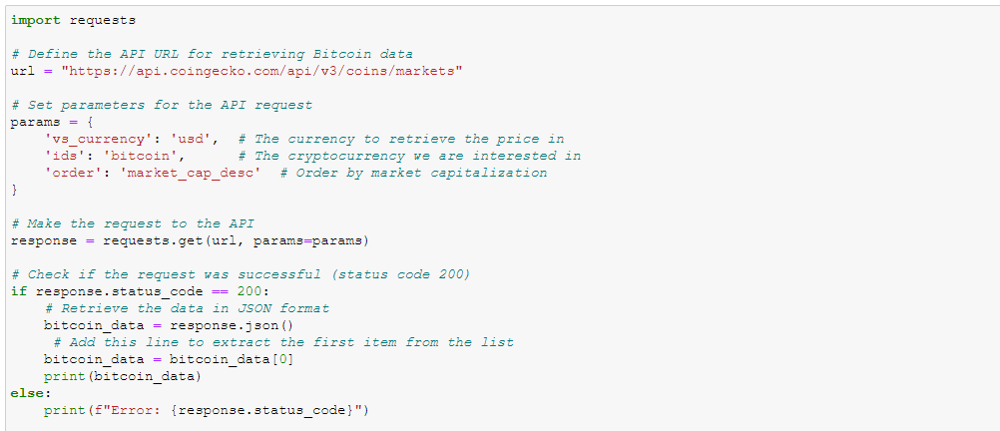 import requests

# Define the API URL for retrieving Bitcoin data
url = "https://api.coingecko.com/api/v3/coins/markets"

# Set parameters for the API request
params = {
    'vs_currency': 'usd',  # The currency to retrieve the price in
    'ids': 'bitcoin',      # The cryptocurrency we are interested in
    'order': 'market_cap_desc'  # Order by market capitalization
}

# Make the request to the API
response = requests.get(url, params=params)

# Check if the request was successful (status code 200)
if response.status_code == 200:
    # Retrieve the data in JSON format
    bitcoin_data = response.json()
     # Add this line to extract the first item from the list
    bitcoin_data = bitcoin_data[0]
    print(bitcoin_data)
else:
    print(f"Error: {response.status_code}")